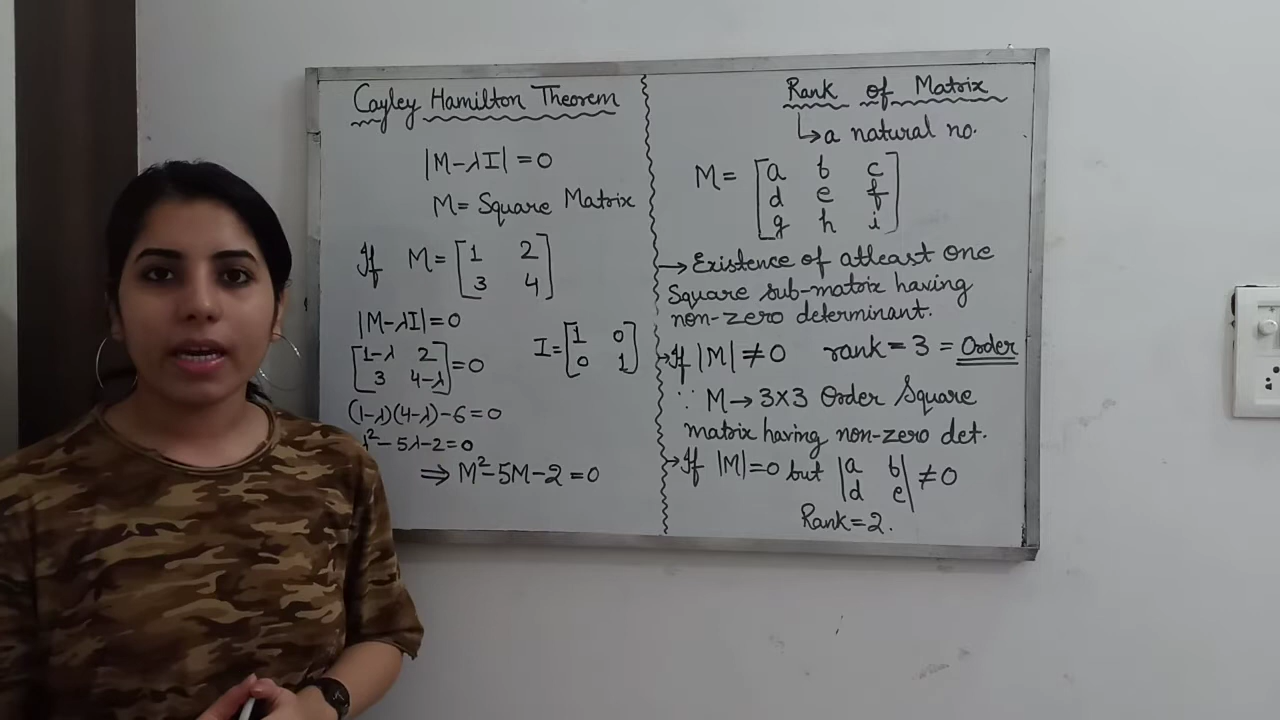 Cayley Hamilton Theorem
|M-λI|=0
M= Square Matrix
If M= [1 2
3 4]
|M-λI|=0
I= [1 0
0 1]
[1-λ 2
3 4-λ] =0
(1-λ)(4-λ)-6=0
λ²-5λ-2=0
⇒ M²-5M-2=0
Rank of Matrix
↳ a natural no.
M= [a b c
d e f
g h i]
→ Existence of atleast one
Square sub-matrix having
non-zero determinant.
→ If |M|≠0 rank=3=Order
∵ M→3×3 Order Square
matrix having non-zero det.
→ If |M|=0 but |a b
d e| ≠0
Rank=2.